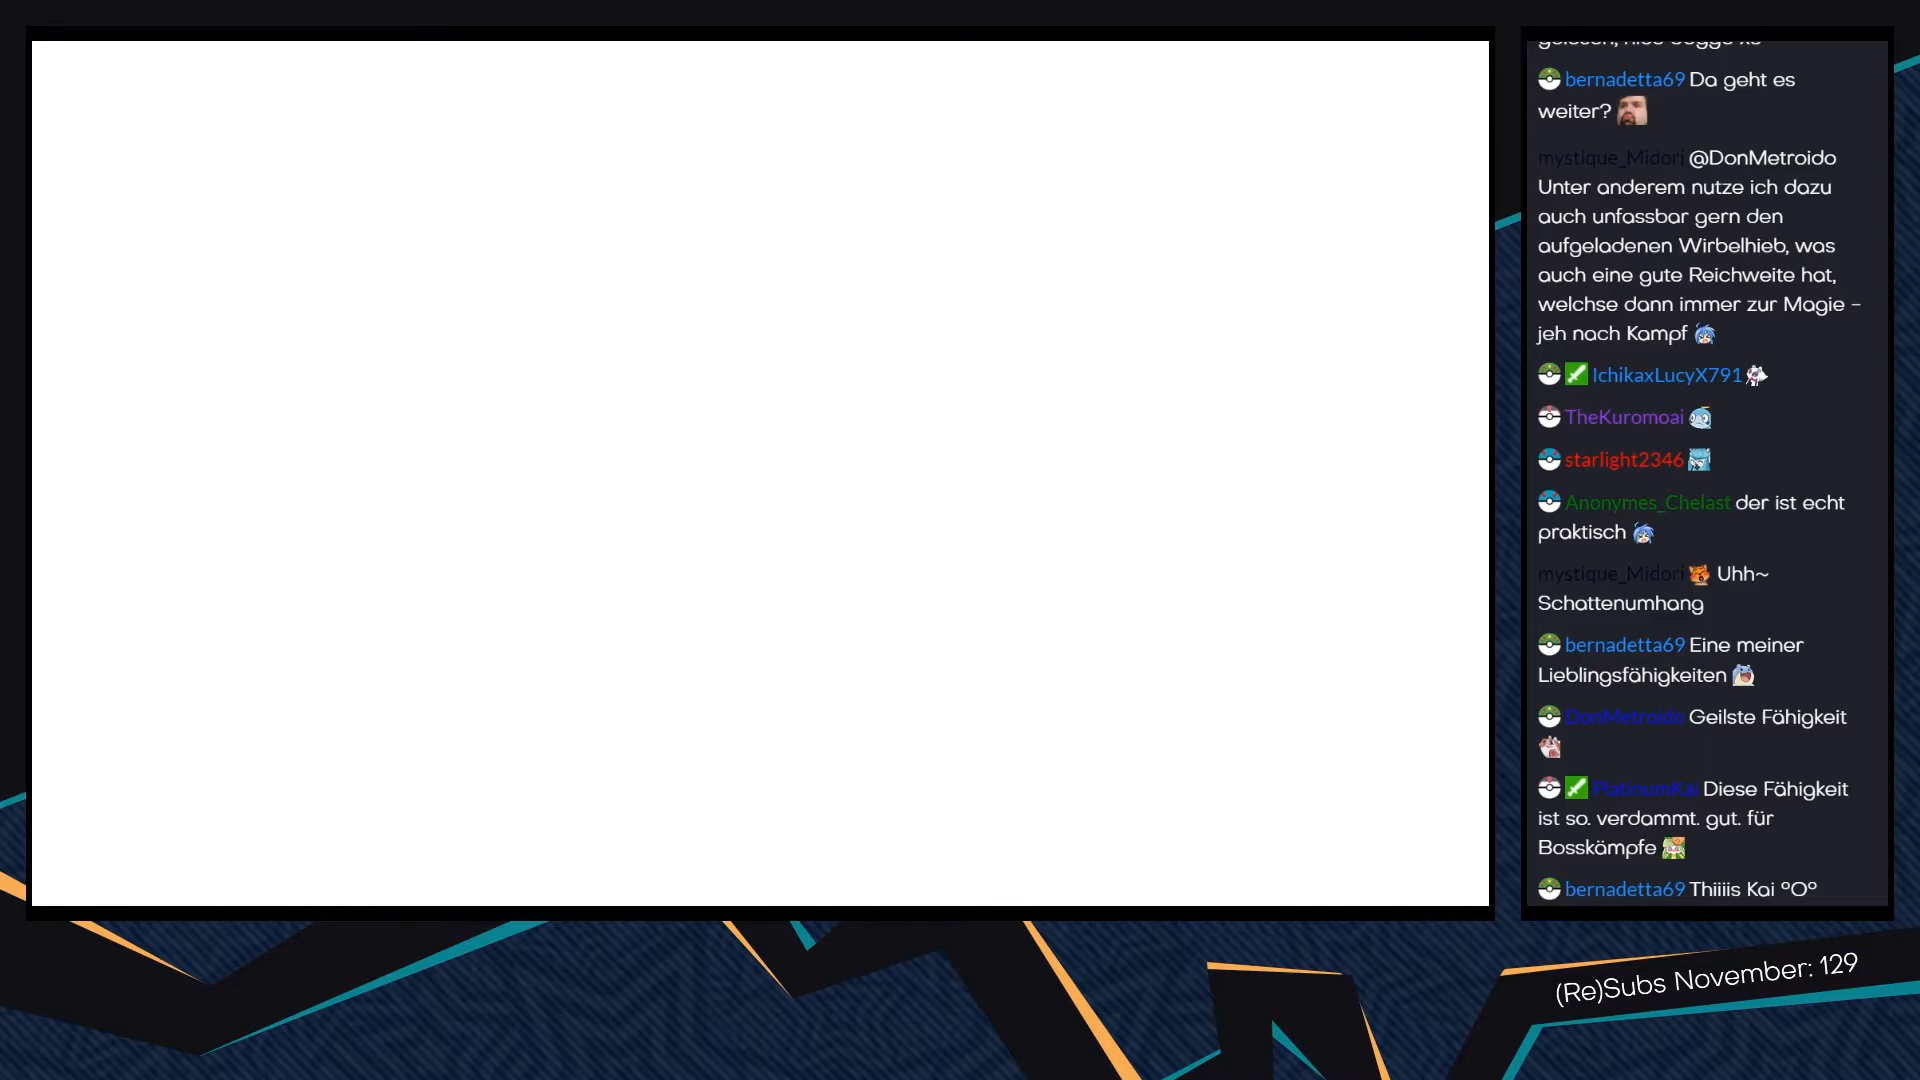 bernadetta69 Da geht es
weiter?
mystique_Midori @DonMetroido
Unter anderem nutze ich dazu
auch unfassbar gern den
aufgeladenen Wirbelhieb, was
auch eine gute Reichweite hat,
welchse dann immer zur Magie -
jeh nach Kampf
IchikaxLucyX791
TheKuromoai
starlight2346
Anonymes_Chelast der ist echt
praktisch
mystique_Midori Uhh~
Schattenumhang
bernadetta69 Eine meiner
Lieblingsfähigkeiten
DonMetroido Geilste Fähigkeit
PlatinumKai Diese Fähigkeit
ist so. verdammt. gut. für
Bosskämpfe
bernadetta69 Thiiiis Kai °O°
(Re)Subs November: 129